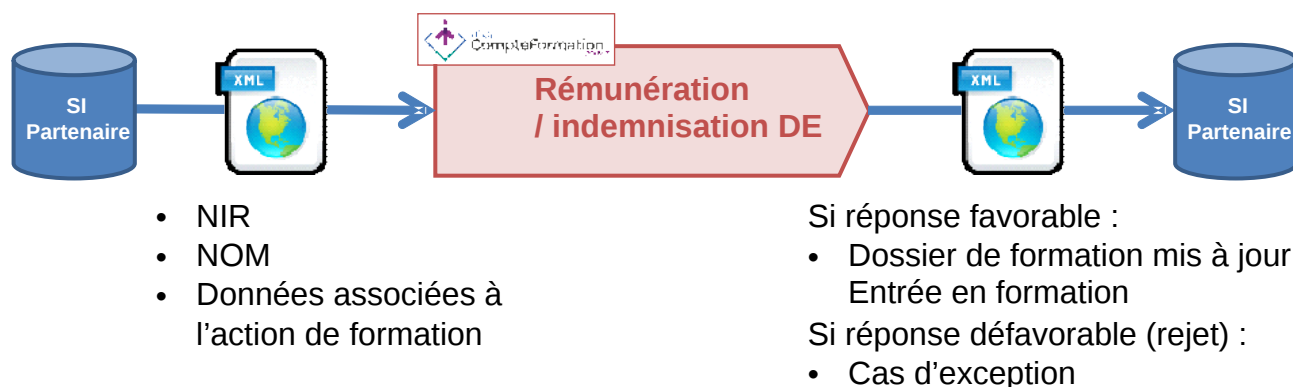 CompteFormation
Rémunération
/ indemnisation DE
XML
XML
SI
Partenaire
SI
Partenaire
• NIR
• NOM
• Données associées à
l’action de formation
Si réponse favorable :
• Dossier de formation mis à jour
Entrée en formation
Si réponse défavorable (rejet) :
• Cas d’exception